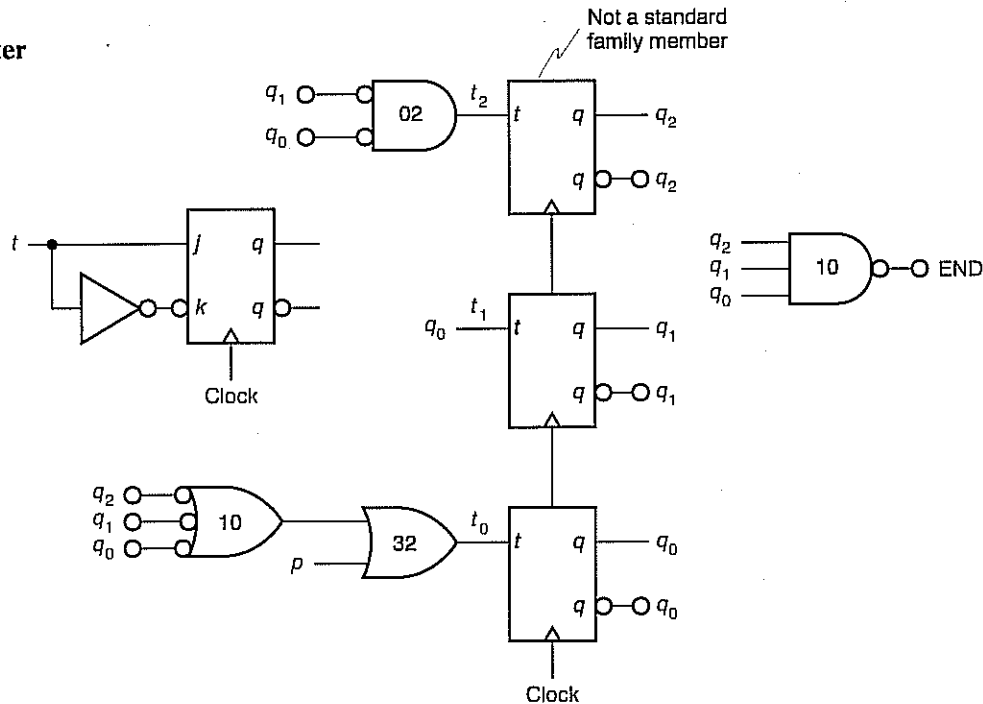 Not a standard
family member
ter
q1
q0
02
t2
t
q
q2
q
q2
t
j
q
k
q
Clock
q2
q1
q0
10
END
q0
t1
t
q
q1
q
q1
q2
q1
q0
10
p
32
t0
t
q
q0
q
q0
Clock